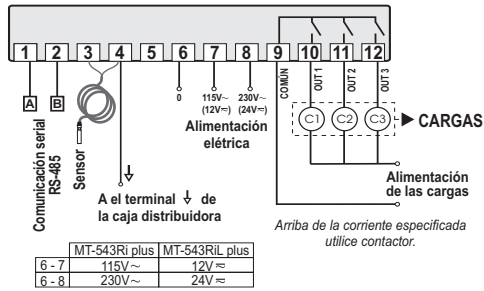 1 2 3 4 5 6 7 8 9 10 11 12
A B
Comunicación serial
RS-485
Sensor
0
115V~ 230V~
(12V⎓) (24V⎓)
Alimentación
elétrica
COMÚN
OUT 1
OUT 2
OUT 3
C1 C2 C3
CARGAS
A el terminal de
la caja distribuidora
Alimentación
de las cargas
Arriba de la corriente especificada
utilice contactor.
MT-543Ri plus MT-543RiL plus
6 - 7 115V~ 12V⎓
6 - 8 230V~ 24V⎓